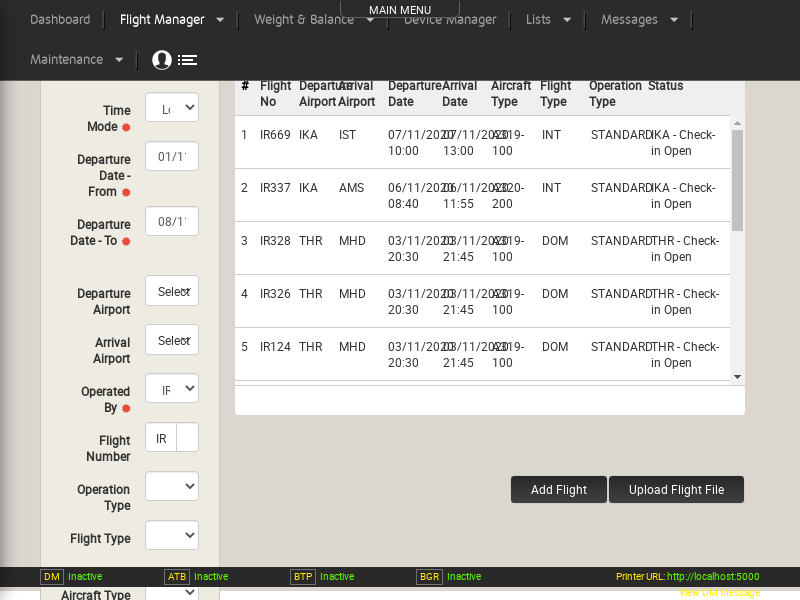 MAIN MENU
Dashboard Flight Manager Weight & Balance Device Manager Lists Messages
Maintenance
Time Mode
Lo
Departure Date - From
01/1
Departure Date - To
08/1
Departure Airport
Select
Arrival Airport
Select
Operated By
IR
Flight Number
IR
Operation Type
Flight Type
Aircraft Type
# Flight No Departure Airport Arrival Airport Departure Date Arrival Date Aircraft Type Flight Type Operation Type Status
1 IR669 IKA IST 07/11/2020 10:00 07/11/2020 13:00 A319-100 INT STANDARD IKA - Check-in Open
2 IR337 IKA AMS 06/11/2020 08:40 06/11/2020 11:55 A320-200 INT STANDARD IKA - Check-in Open
3 IR328 THR MHD 03/11/2020 20:30 03/11/2020 21:45 A319-100 DOM STANDARD THR - Check-in Open
4 IR326 THR MHD 03/11/2020 20:30 03/11/2020 21:45 A319-100 DOM STANDARD THR - Check-in Open
5 IR124 THR MHD 03/11/2020 20:30 03/11/2020 21:45 A319-100 DOM STANDARD THR - Check-in Open
Add Flight Upload Flight File
DM Inactive ATB Inactive BTP Inactive BGR Inactive Printer URL: http://localhost:5000
View DM Message